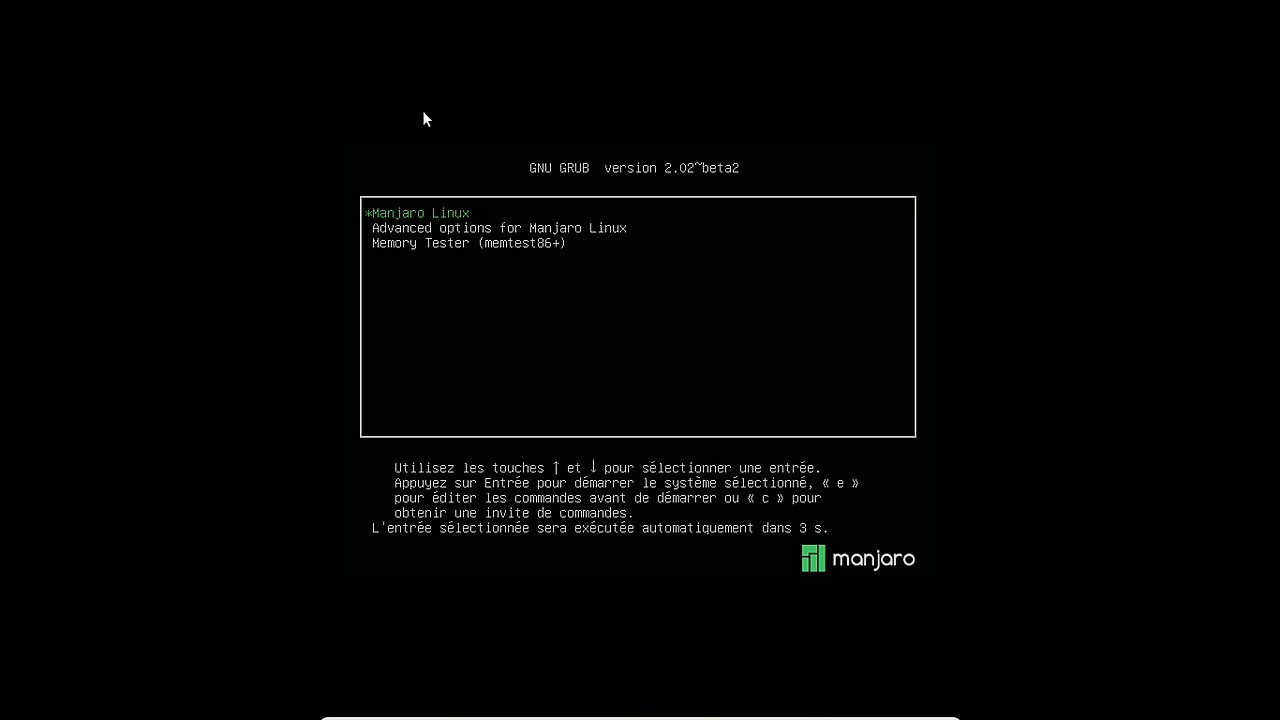 GNU GRUB  version 2.02~beta2
*Manjaro Linux
Advanced options for Manjaro Linux
Memory Tester (memtest86+)
Utilisez les touches ↑ et ↓ pour sélectionner une entrée.
Appuyez sur Entrée pour démarrer le système sélectionné, « e »
pour éditer les commandes avant de démarrer ou « c » pour
obtenir une invite de commandes.
L'entrée sélectionnée sera exécutée automatiquement dans 3 s.
manjaro